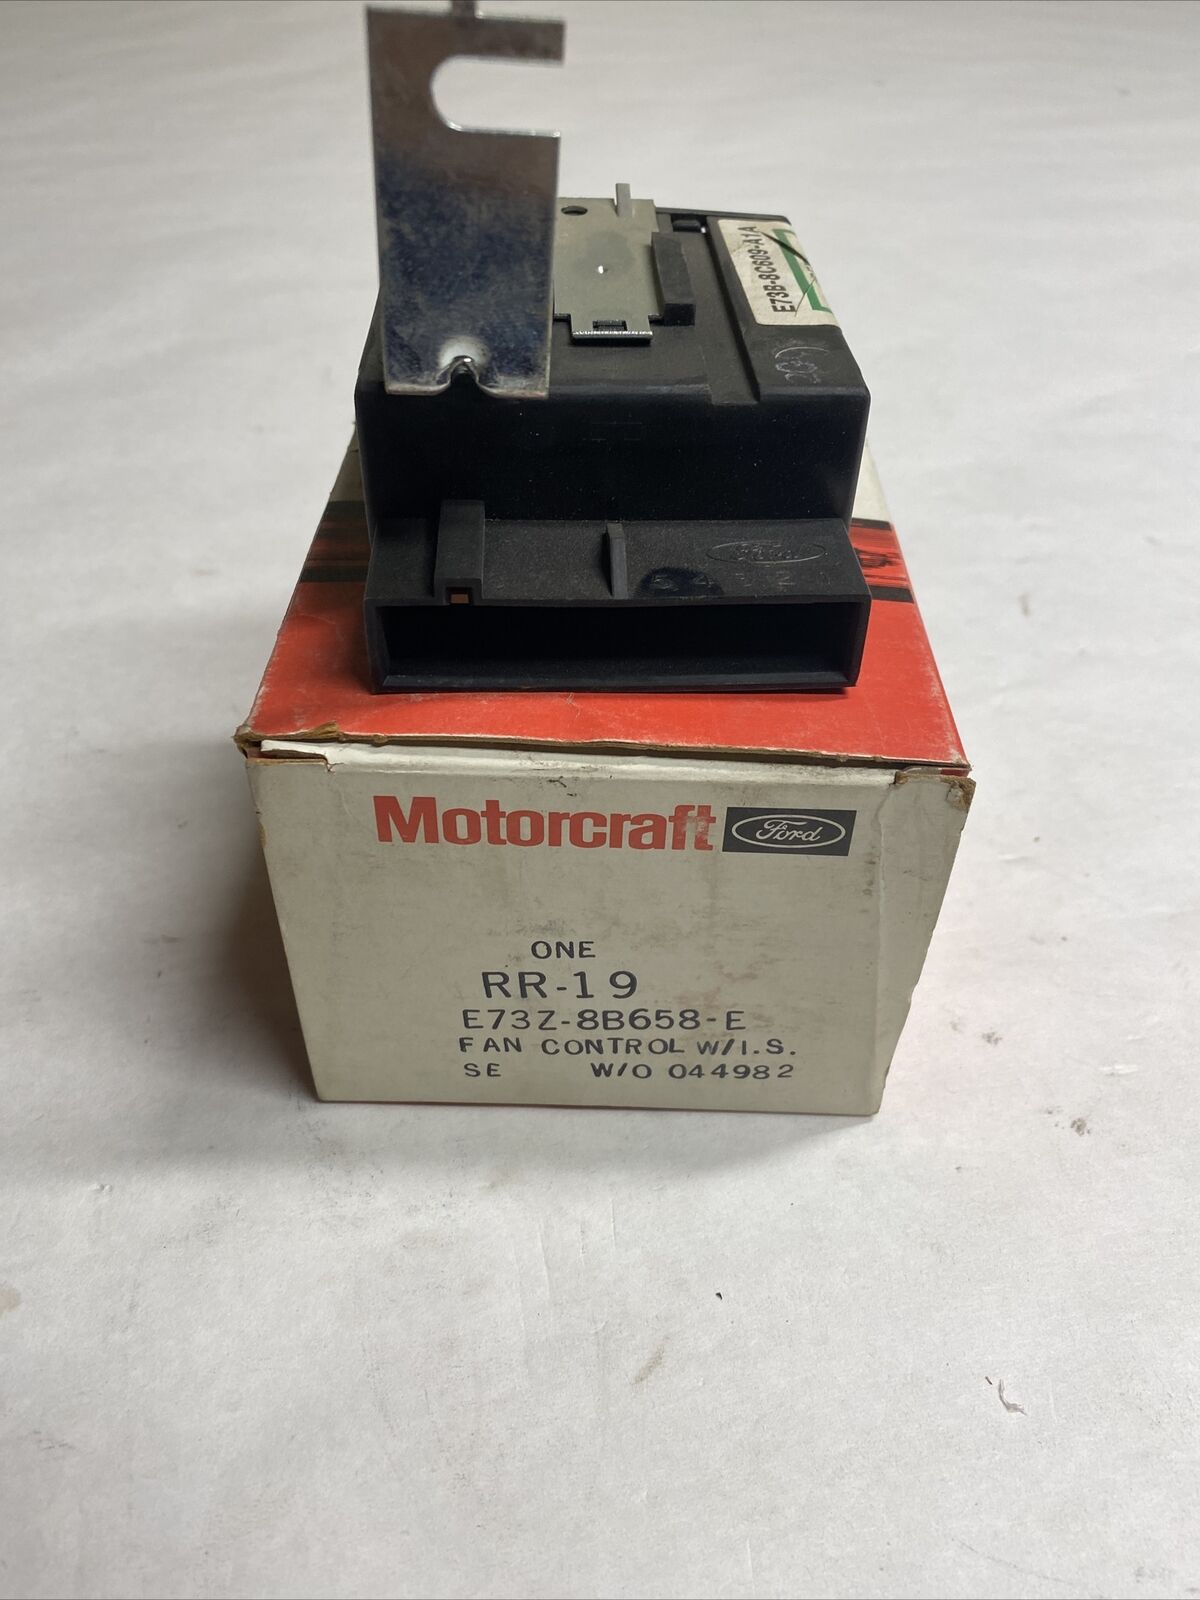 E73B-8C609-A1A
Ford
5 4 3 2 1
Motorcraft Ford
ONE
RR-19
E73Z-8B658-E
FAN CONTROL W/I.S.
SE W/O 044982